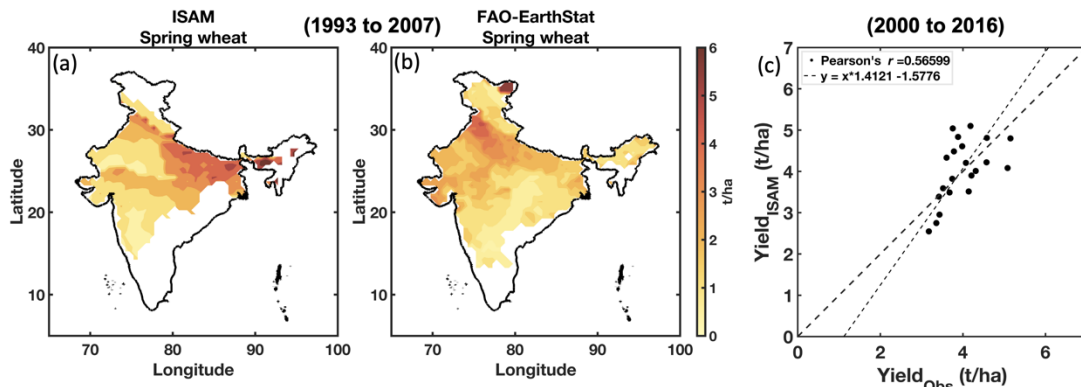 ISAM
Spring wheat
(1993 to 2007)
FAO-EarthStat
Spring wheat
(2000 to 2016)
(a)
40
30
20
10
Latitude
70
80
90
100
Longitude
(b)
40
30
20
10
Latitude
70
80
90
100
Longitude
6
5
4
3
2
1
0
t/ha
(c)
Pearson's r =0.56599
y = x*1.4121 -1.5776
7
6
5
4
3
2
1
0
Yield_ISAM (t/ha)
0
2
4
6
Yield_Obs (t/ha)